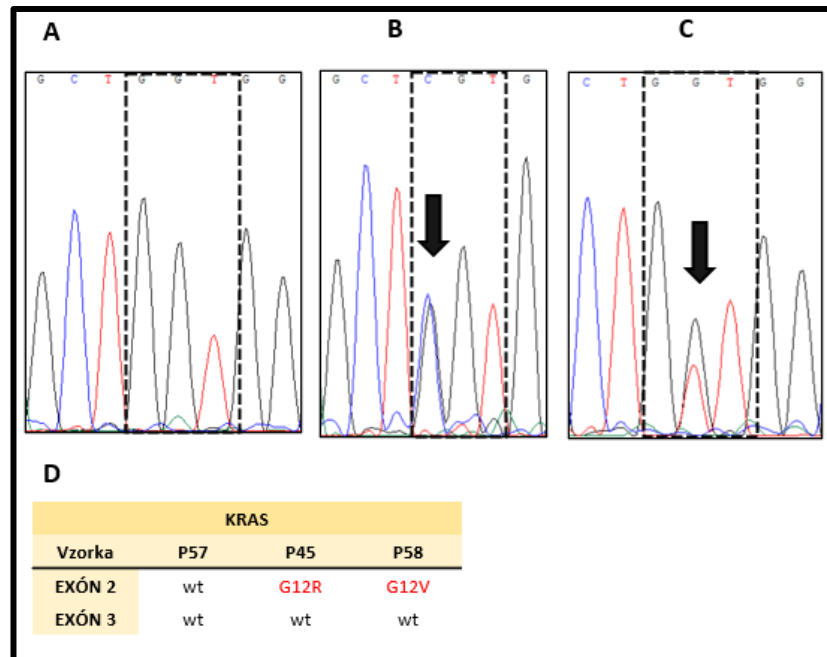 A B C
G C T G G T G G
G C T C G T G
C T G G T G G
D
KRAS
Vzorka P57 P45 P58
EXÓN 2 wt G12R G12V
EXÓN 3 wt wt wt